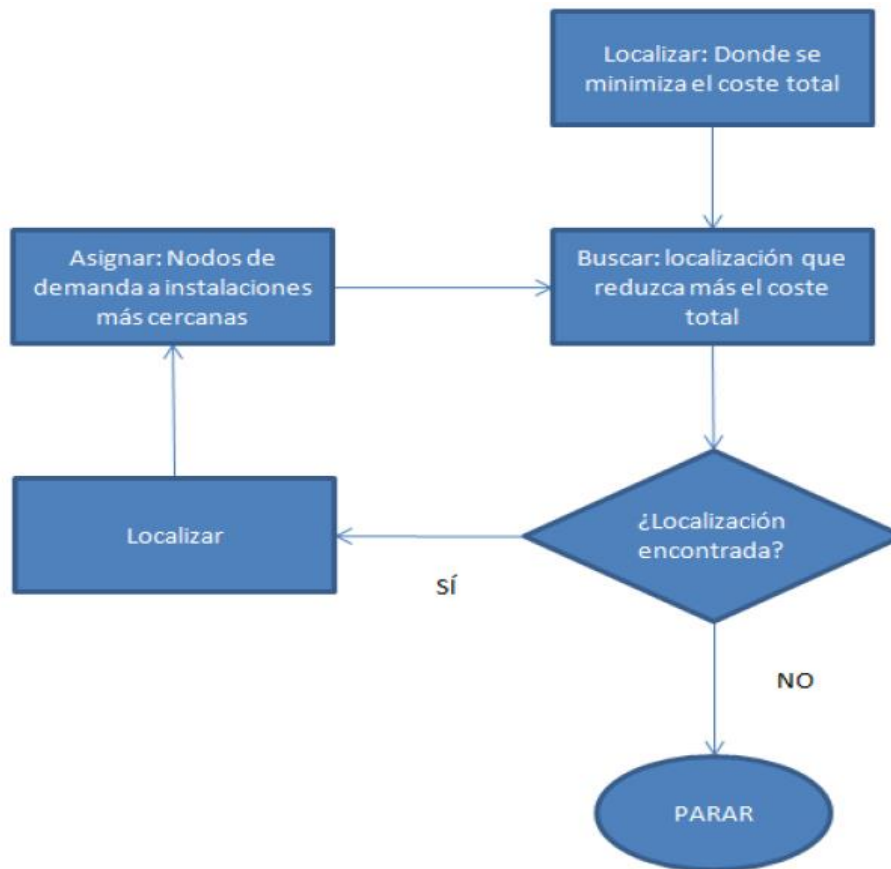 Localizar: Donde se
minimiza el coste total
Asignar: Nodos de
demanda a instalaciones
más cercanas
Buscar: localización que
reduzca más el coste
total
Localizar
¿Localización
encontrada?
SÍ
NO
PARAR